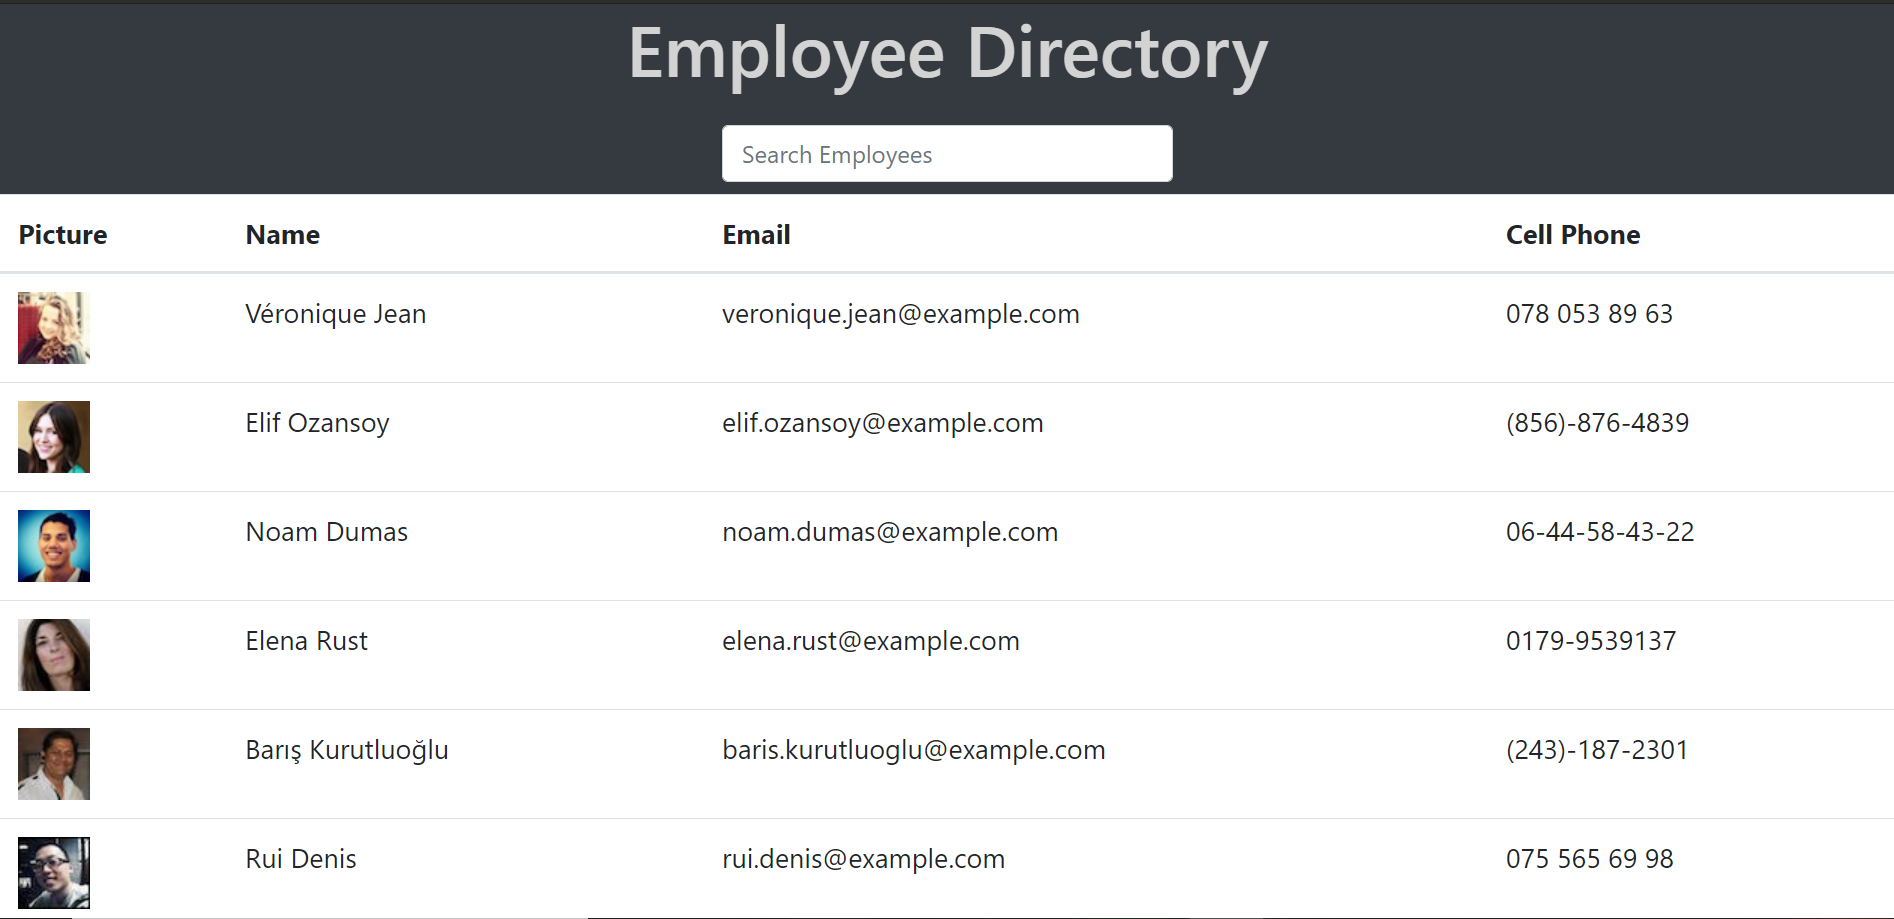 Employee Directory
Search Employees
Picture Name Email Cell Phone
Véronique Jean veronique.jean@example.com 078 053 89 63
Elif Ozansoy elif.ozansoy@example.com (856)-876-4839
Noam Dumas noam.dumas@example.com 06-44-58-43-22
Elena Rust elena.rust@example.com 0179-9539137
Barış Kurutluoğlu baris.kurutluoglu@example.com (243)-187-2301
Rui Denis rui.denis@example.com 075 565 69 98